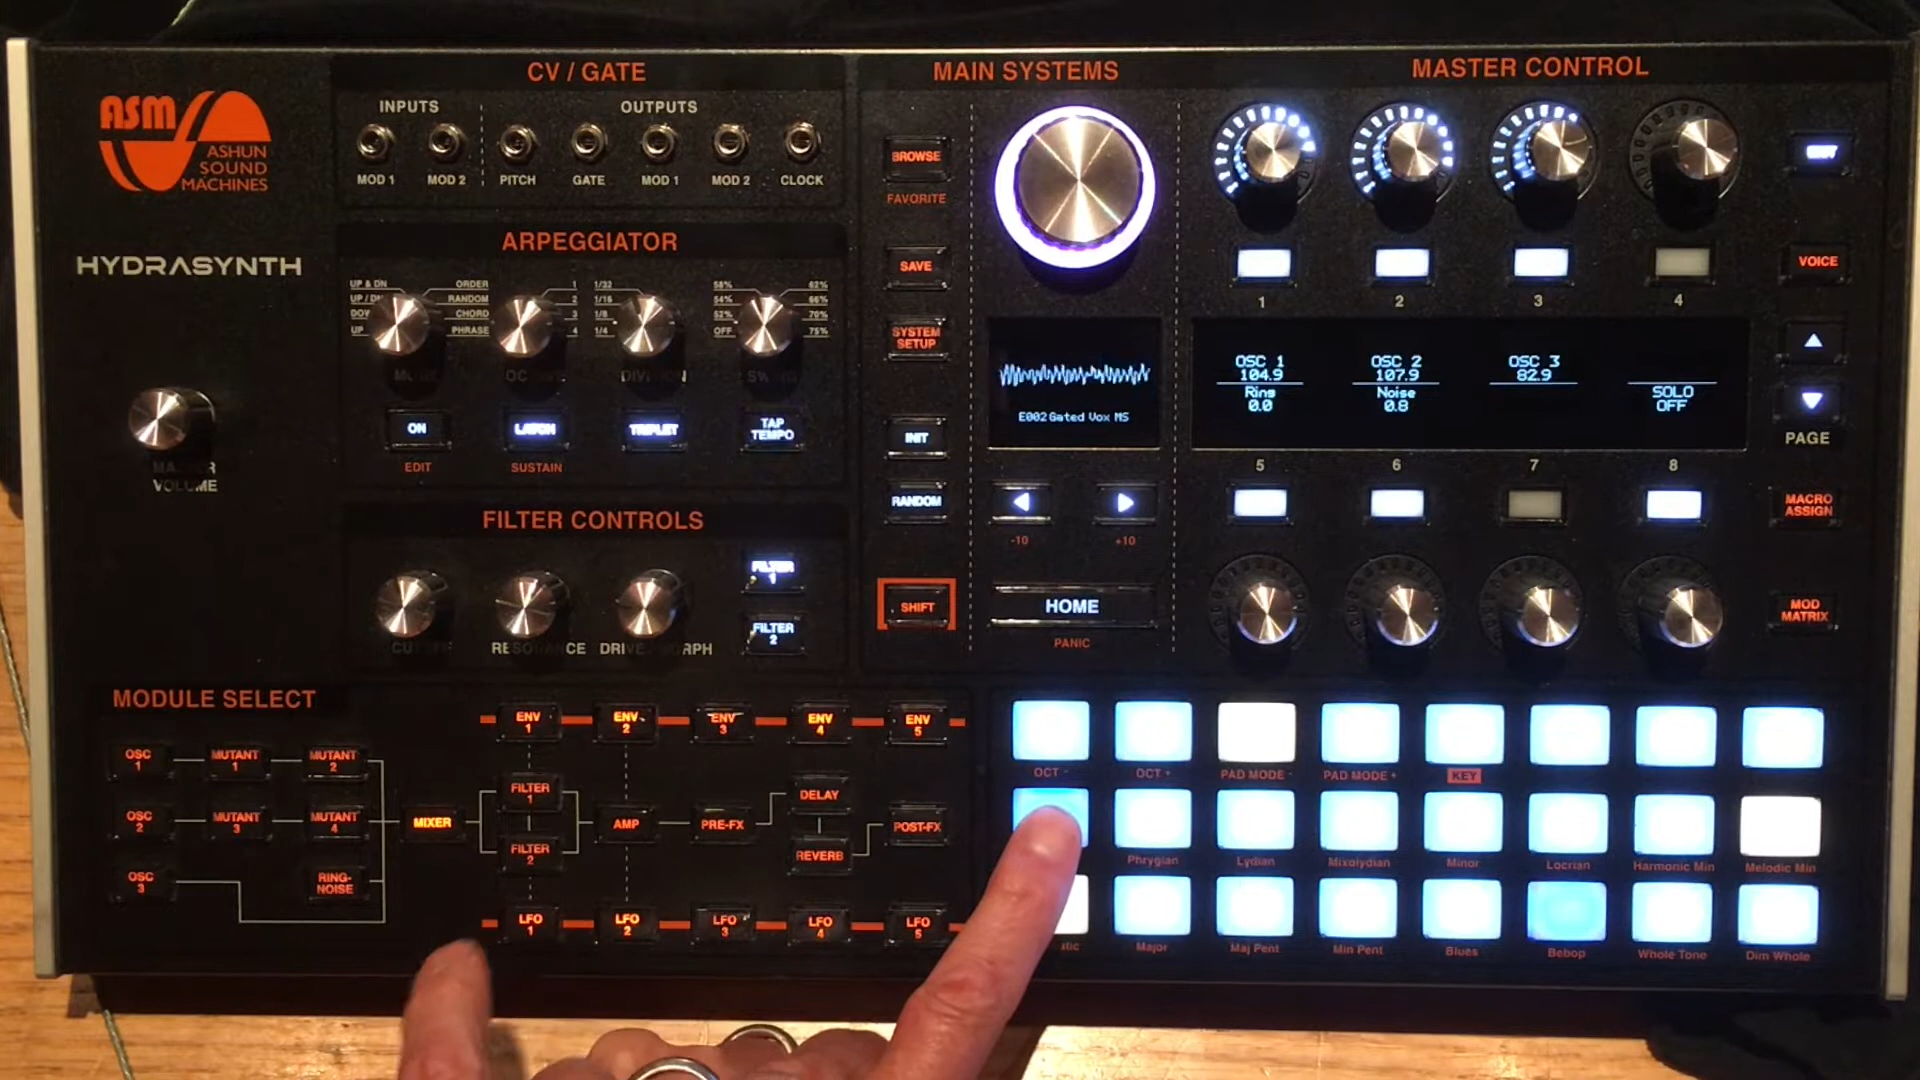 ASM
ASHUN
SOUND
MACHINES
HYDRASYNTH
MASTER
VOLUME
CV / GATE
INPUTS
OUTPUTS
MOD 1
MOD 2
PITCH
GATE
MOD 1
MOD 2
CLOCK
ARPEGGIATOR
UP & DN
UP
ORDER
RANDOM
CHORD
PHRASE
1
2
3
4
1/32
1/16
1/8
1/4
58%
54%
52%
OFF
62%
66%
70%
75%
ON
LATCH
TRIPLET
TAP
TEMPO
EDIT
SUSTAIN
FILTER CONTROLS
FILTER
1
FILTER
2
MAIN SYSTEMS
BROWSE
FAVORITE
SAVE
SYSTEM
SETUP
INIT
RANDOM
SHIFT
E002 Gated Vox MS
-10
+10
HOME
PANIC
MASTER CONTROL
1
2
3
4
VOICE
OSC 1
104.9
Ring
0.0
OSC 2
107.9
Noise
0.8
OSC 3
82.9
SOLO
OFF
PAGE
5
6
7
8
MACRO
ASSIGN
MOD
MATRIX
MODULE SELECT
OSC
1
MUTANT
1
MUTANT
2
OSC
2
MUTANT
3
MUTANT
4
OSC
3
RING-
NOISE
MIXER
ENV
1
ENV
2
ENV
3
ENV
4
ENV
5
FILTER
1
FILTER
2
AMP
PRE-FX
DELAY
REVERB
POST-FX
LFO
1
LFO
2
LFO
3
LFO
4
LFO
5
OCT -
OCT +
PAD MODE -
PAD MODE +
KEY
Phrygian
Lydian
Mixolydian
Minor
Locrian
Harmonic Min
Melodic Min
Major
Maj Pent
Min Pent
Blues
Bebop
Whole Tone
Dim Whole